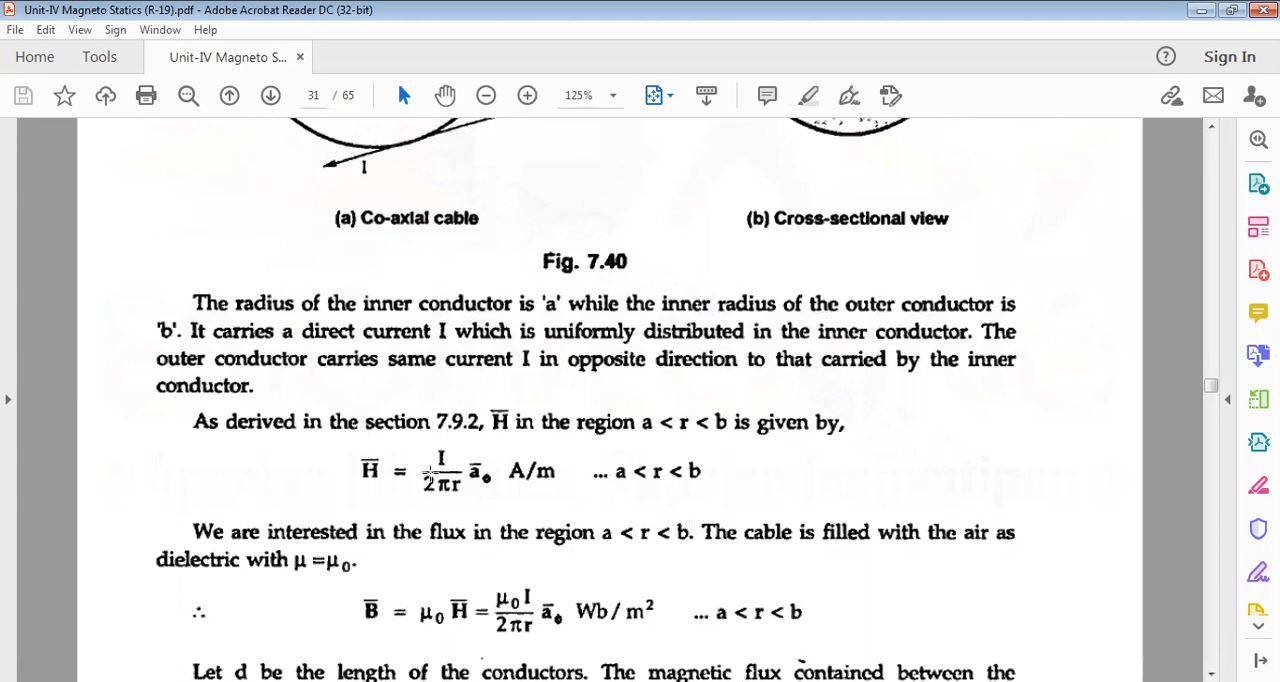 Unit-IV Magneto Statics (R-19).pdf - Adobe Acrobat Reader DC (32-bit)
File Edit View Sign Window Help
Home Tools Unit-IV Magneto S... × ? Sign In
31 / 65 125%
I
(a) Co-axial cable (b) Cross-sectional view
Fig. 7.40
The radius of the inner conductor is 'a' while the inner radius of the outer conductor is
'b'. It carries a direct current I which is uniformly distributed in the inner conductor. The
outer conductor carries same current I in opposite direction to that carried by the inner
conductor.
As derived in the section 7.9.2, H̅ in the region a < r < b is given by,
H̅ = I/2πr a̅ϕ A/m ... a < r < b
We are interested in the flux in the region a < r < b. The cable is filled with the air as
dielectric with μ =μ₀.
∴ B̅ = μ₀ H̅ = μ₀I/2πr a̅ϕ Wb/m² ... a < r < b
Let d be the length of the conductors. The magnetic flux contained between the